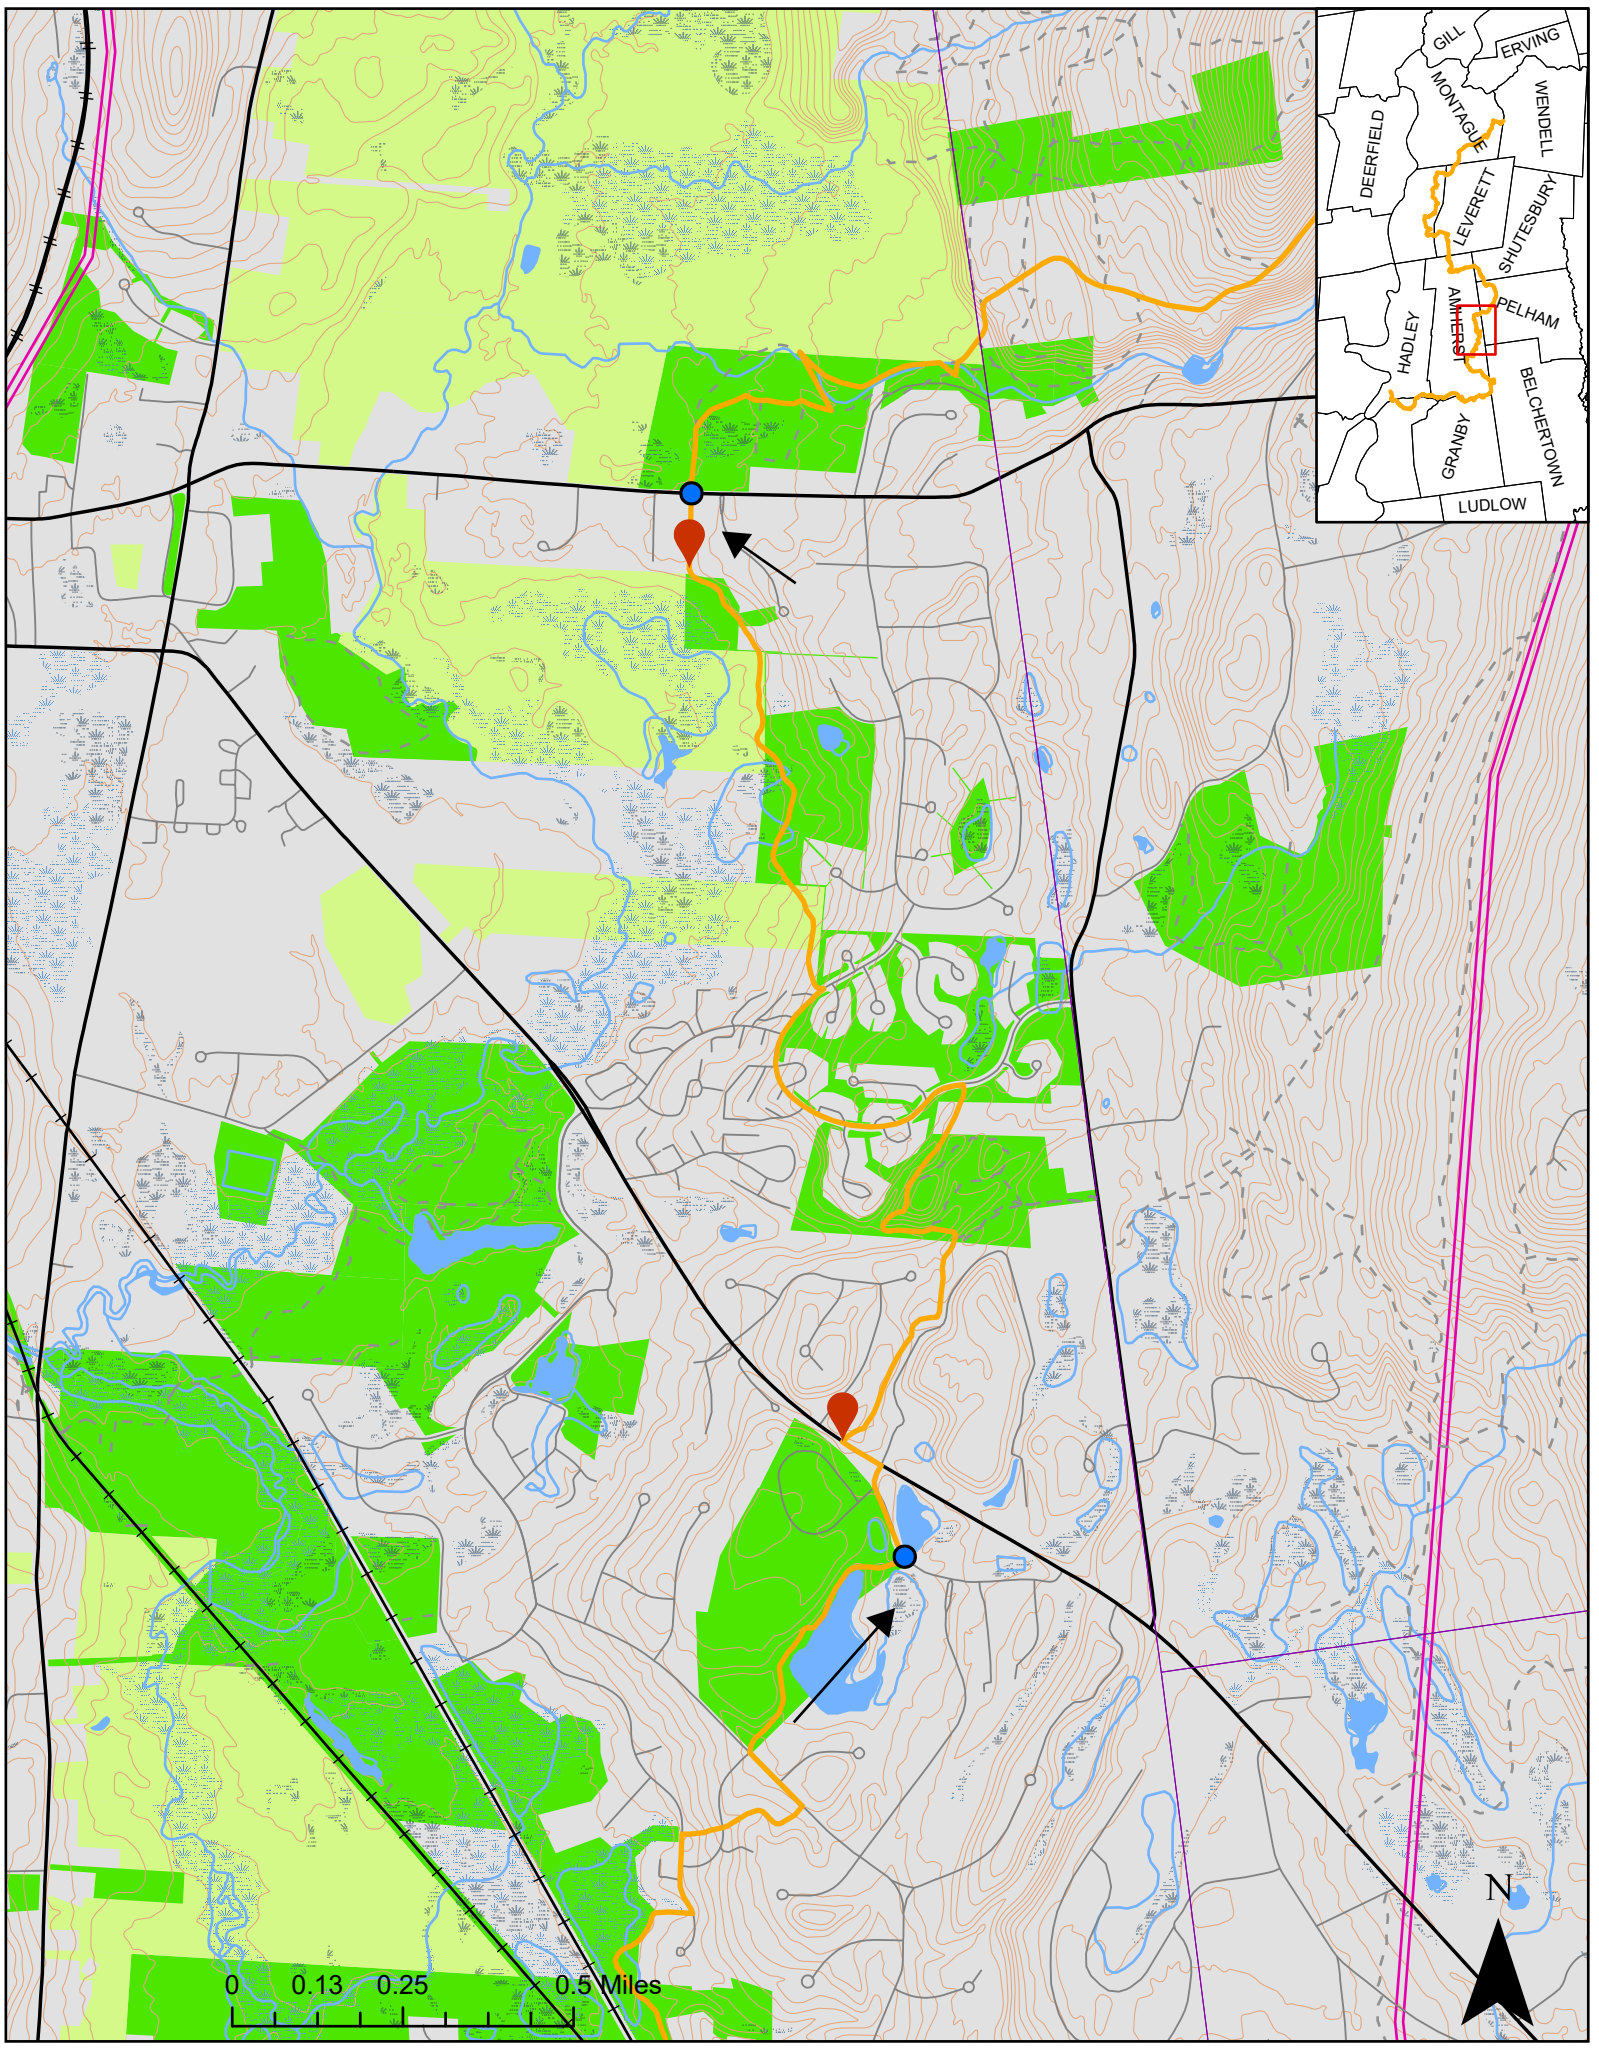 GILL
ERVING
MONTAGUE
WENDELL
DEERFIELD
LEVERETT
SHUTESBURY
AMHERST
PELHAM
HADLEY
BELCHERTOWN
GRANBY
LUDLOW
N
0 0.13 0.25 0.5 Miles